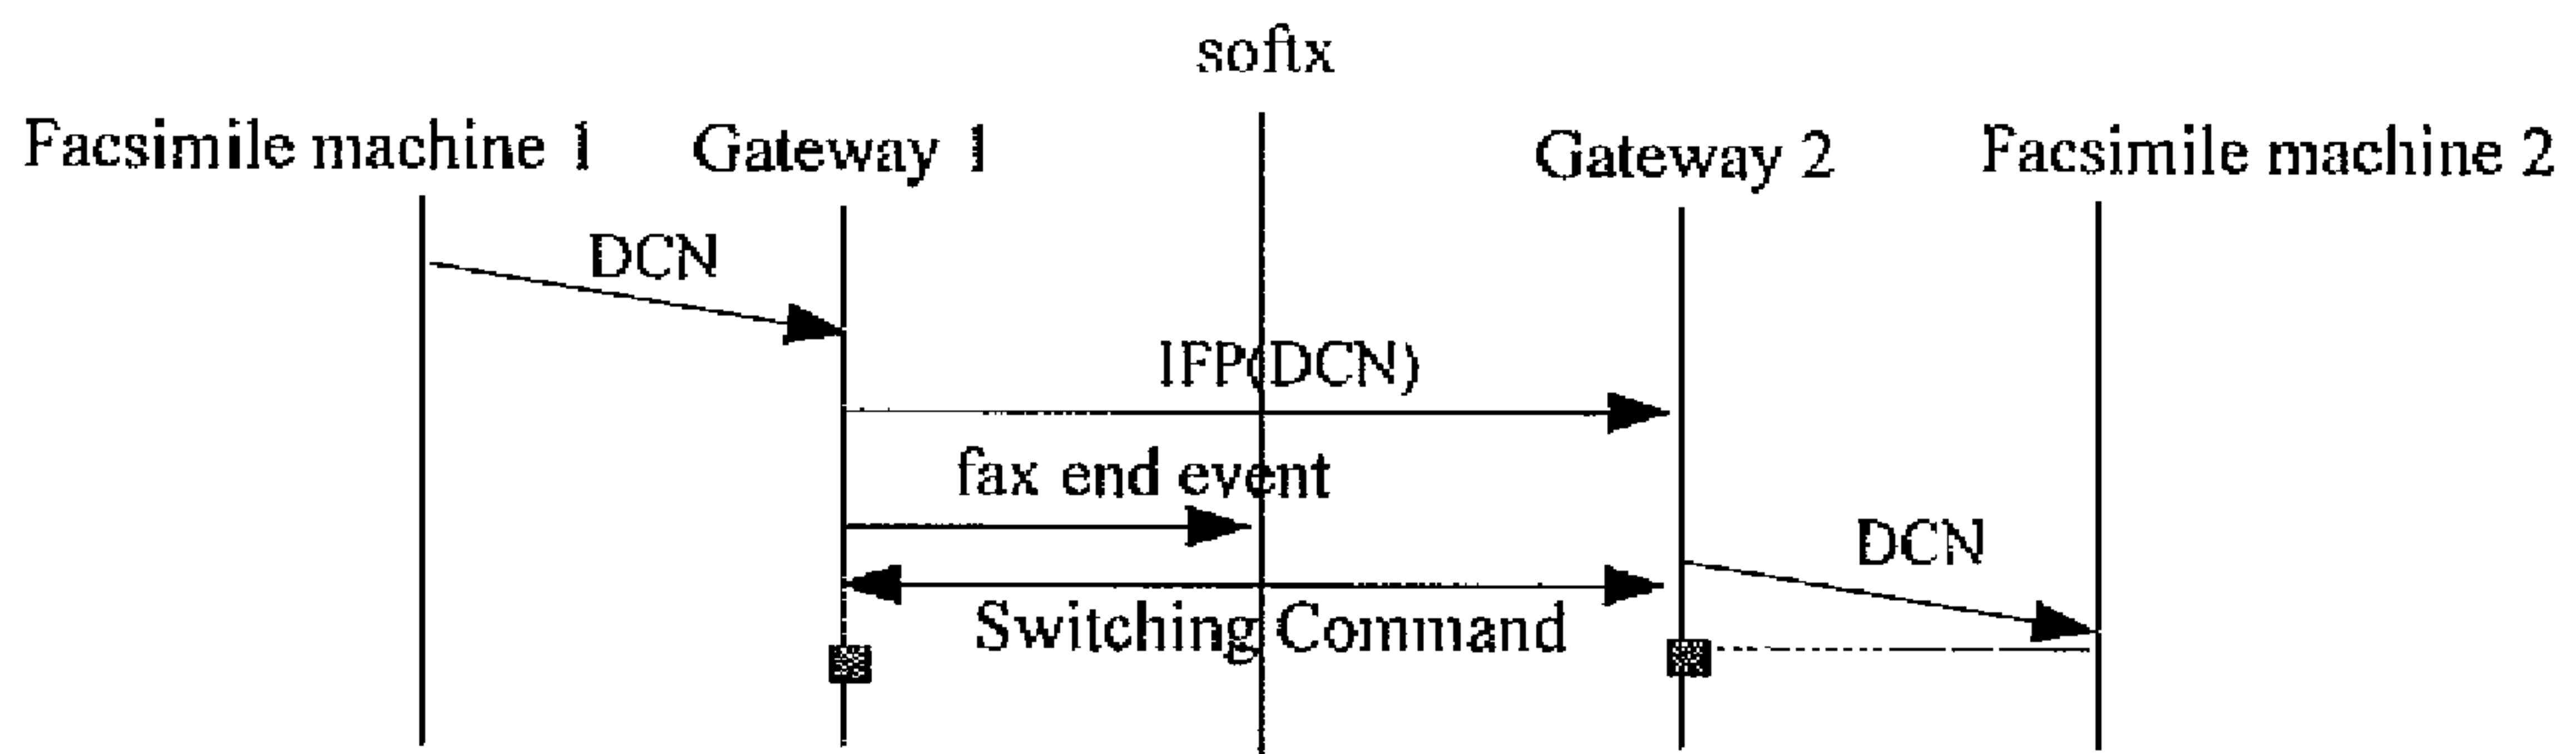 softx
Facsimile machine 1
Gateway 1
Gateway 2
Facsimile machine 2
DCN
IFP(DCN)
fax end event
DCN
Switching Command